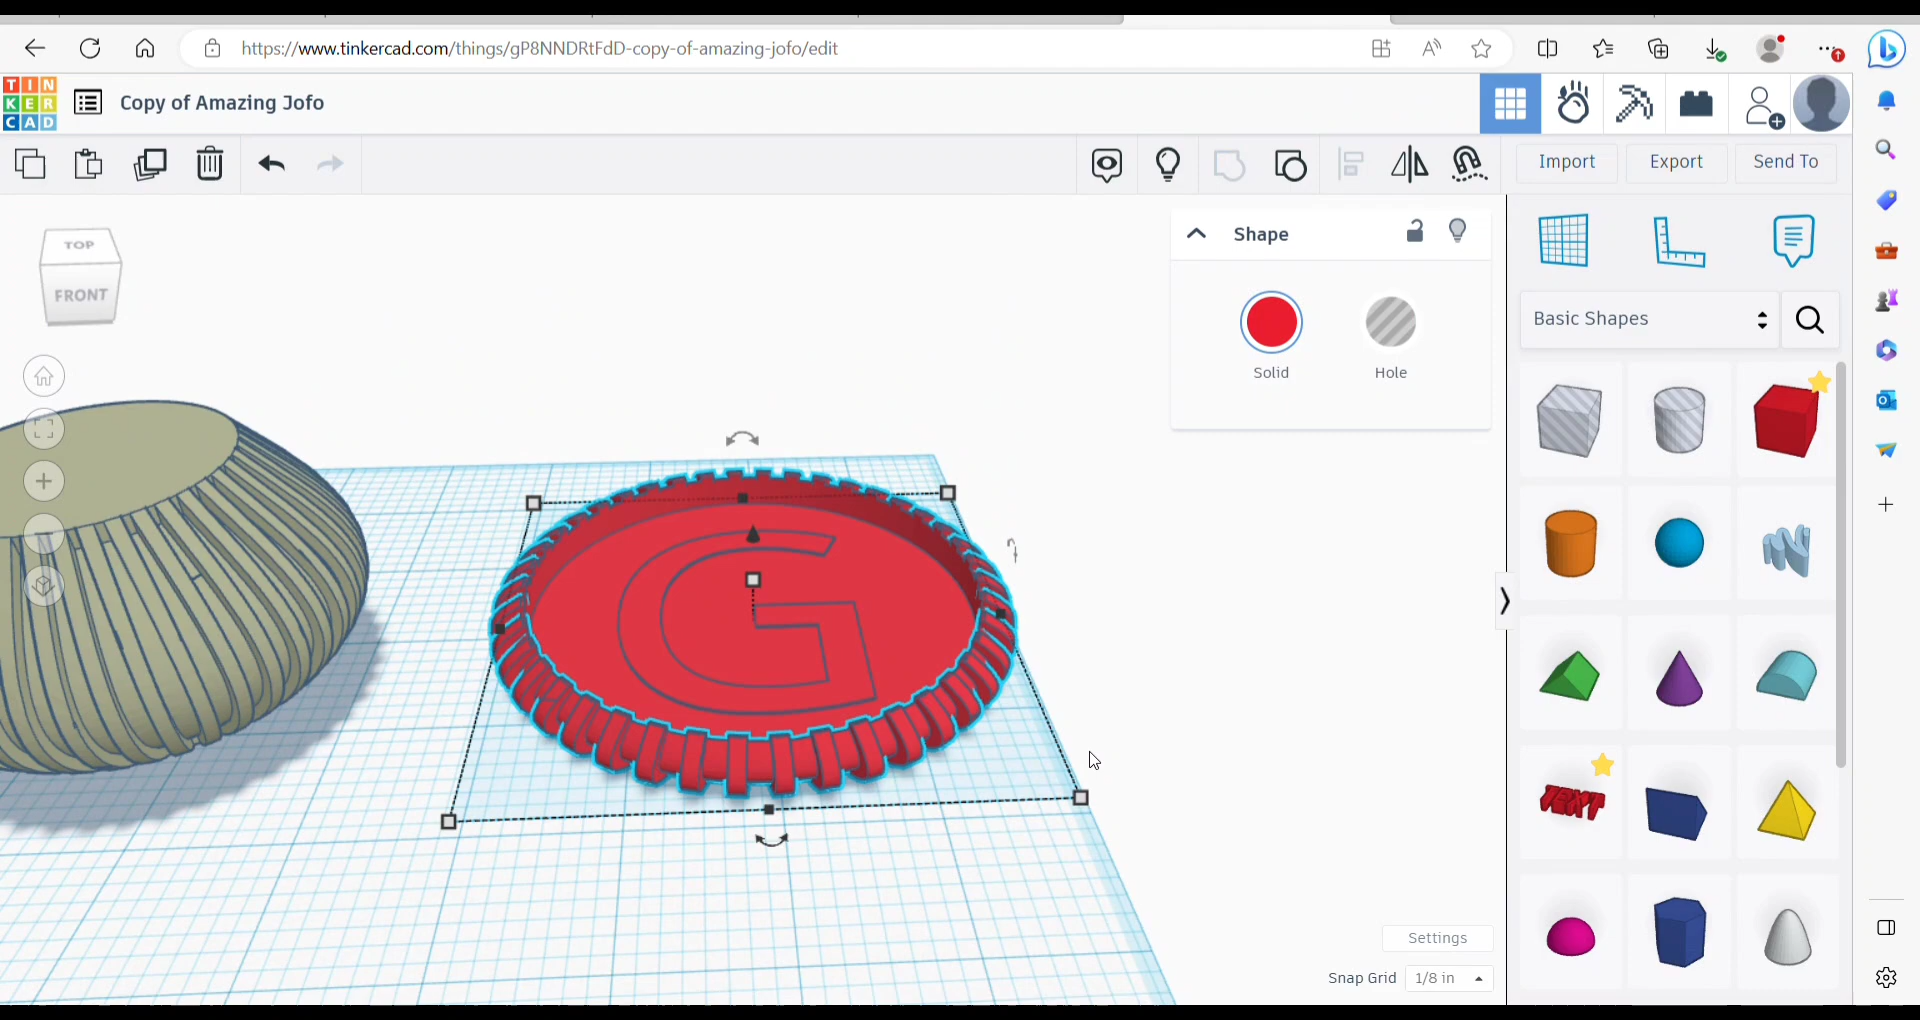 https://www.tinkercad.com/things/gP8NNDRtFdD-copy-of-amazing-jofo/edit
TIN
KER
CAD
Copy of Amazing Jofo
Import
Export
Send To
TOP
FRONT
Shape
Solid
Hole
Basic Shapes
TEXT
G
Settings
Snap Grid
1/8 in